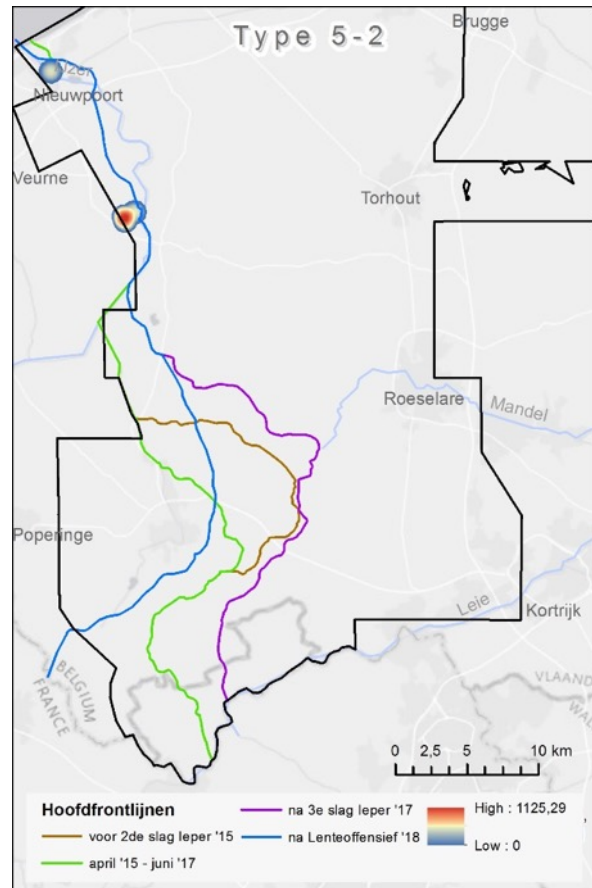 Type 5-2
Brugge
IJzer
Nieuwpoort
Veurne
Torhout
Roeselare
Mandel
Poperinge
Leie
Kortrijk
BELGIUM
FRANCE
VLAAND
WAL
0 2,5 5 10 km
Hoofdfrontlijnen
voor 2de slag Ieper '15
april '15 - juni '17
na 3e slag Ieper '17
na Lenteoffensief '18
High : 1125,29
Low : 0